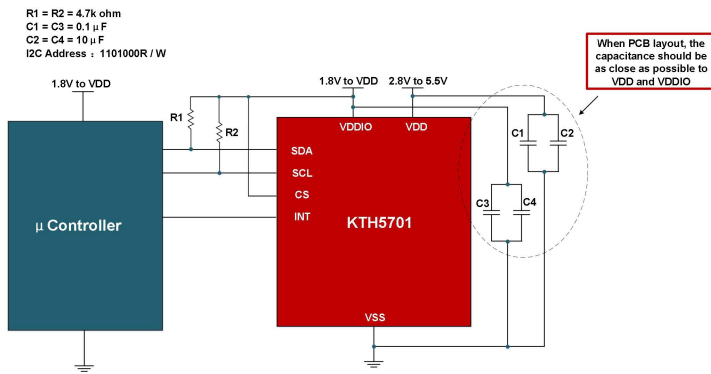 R1 = R2 = 4.7k ohm
C1 = C3 = 0.1 μ F
C2 = C4 = 10 μ F
I2C Address : 1101000R / W
When PCB layout, the
capacitance should be
as close as possible to
VDD and VDDIO
1.8V to VDD
1.8V to VDD
2.8V to 5.5V
R1
R2
VDDIO
VDD
C1
C2
SDA
SCL
CS
INT
C3
C4
μ Controller
KTH5701
VSS